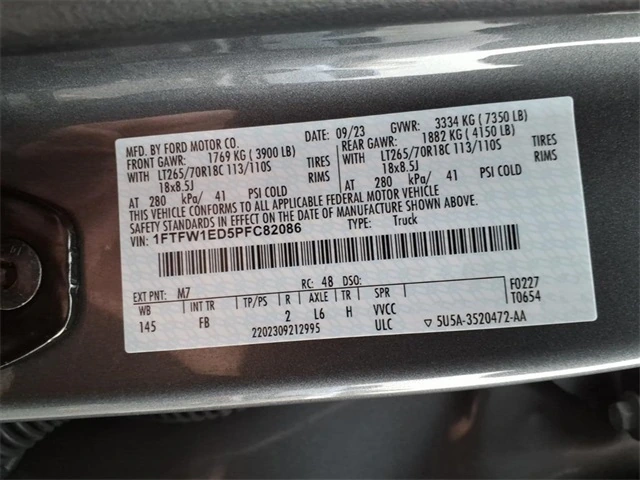 MFD. BY FORD MOTOR CO.
DATE: 09/23 GVWR: 3334 KG ( 7350 LB)
FRONT GAWR: 1769 KG (3900 LB) REAR GAWR: 1882 KG ( 4150 LB)
WITH LT265/70R18C 113/110S TIRES WITH LT265/70R18C 113/110S TIRES
18x8.5J 18x8.5J
AT 280 kPa/ 41 PSI COLD AT 280 kPa/ 41 PSI COLD
THIS VEHICLE CONFORMS TO ALL APPLICABLE FEDERAL MOTOR VEHICLE
SAFETY STANDARDS IN EFFECT ON THE DATE OF MANUFACTURE SHOWN ABOVE.
1FTFW1ED5PFC82086 TYPE: Truck
EXT PNT: M7 RC: 48 DSO: F0227
WB INT TR TP/PS R AXLE TR SPR T0654
145 FB 2 L6 H VVCC
2202309212995 ULC ▽ 5U5A-3520472-AA